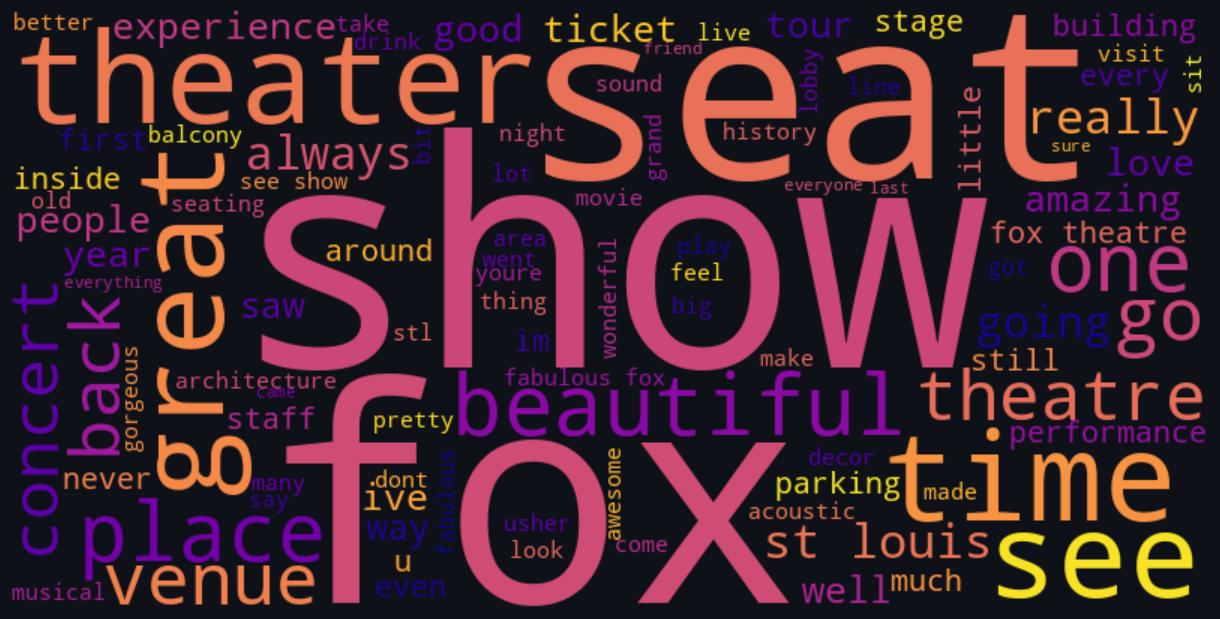 better
experience
take
drink
good
ticket
live
tour
stage
building
theater
seat
friend
visit
every
sit
sound
lobby
line
really
first
balcony
bit
night
grand
history
little
sure
always
love
inside
great
see show
lot
everyone
last
old
seating
movie
amazing
people
show
fox theatre
year
around
area
went
wonderful
play
one
everything
youre
feel
got
concert
back
saw
thing
big
going
go
stl
im
gorgeous
make
still
architecture
came
fabulous fox
theatre
staff
fox
pretty
beautiful
performance
never
many
say
dont
ive
fabulous
awesome
decor
parking
time
made
place
way
usher
look
acoustic
come
st louis
see
venue
u
even
musical
well
much